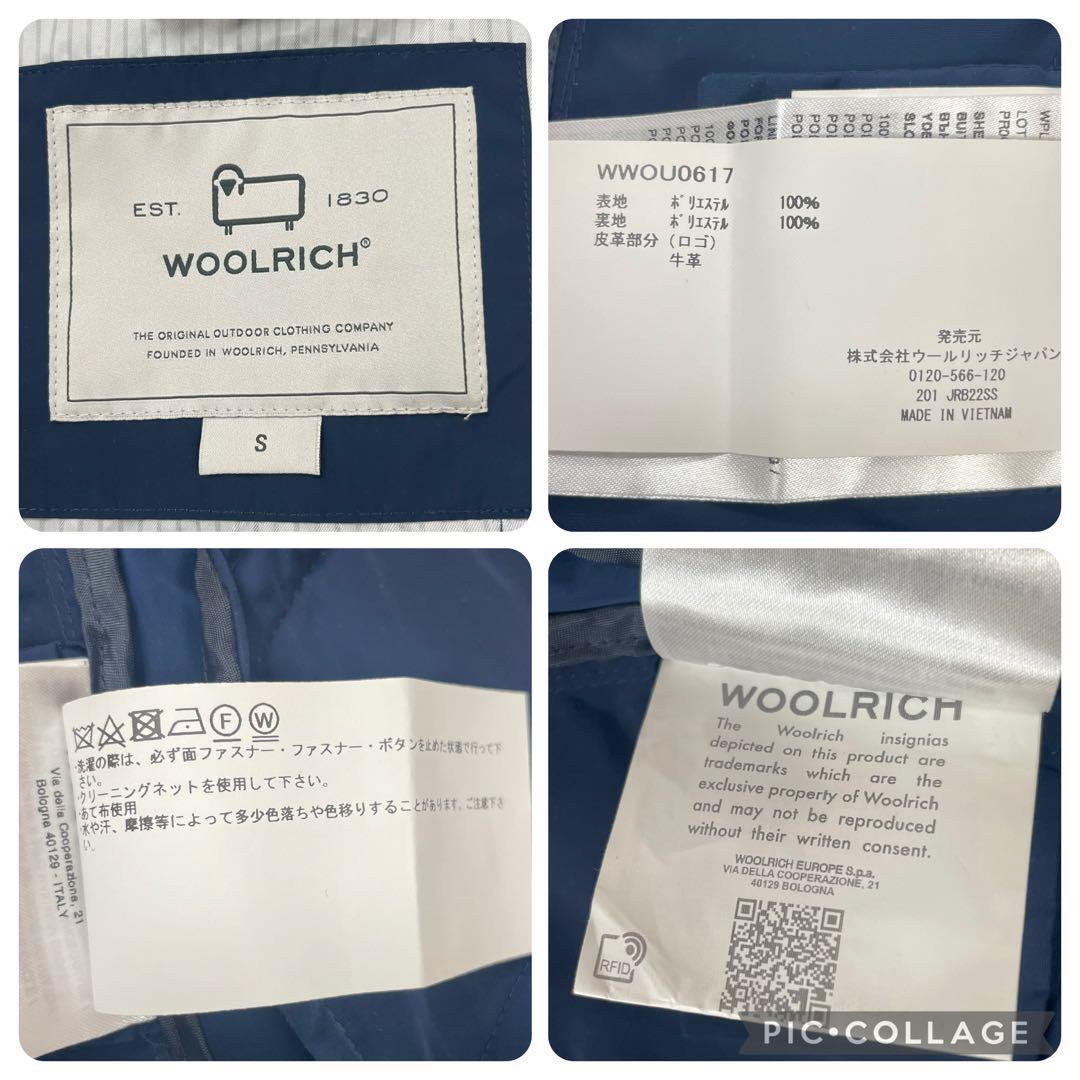 EST. 1830
WOOLRICH®
THE ORIGINAL OUTDOOR CLOTHING COMPANY
FOUNDED IN WOOLRICH, PENNSYLVANIA
S
WWOU0617
表地 ポリエステル 100%
裏地 ポリエステル 100%
皮革部分 (ロゴ)
牛革
発売元
株式会社ウールリッチジャパン
0120-566-120
201 JRB22SS
MADE IN VIETNAM
F W
・洗濯の際は、必ず面ファスナー・ファスナー・ボタンを止めた状態で行って下
さい。
・クリーニングネットを使用して下さい。
・あて布使用
・水や汗、摩擦等によって多少色落ちや色移りすることがあります。ご注意下さ
い。
Via della Cooperazione, 21
Bologna 40129 - ITALY
WOOLRICH
The Woolrich insignias
depicted on this product are
trademarks which are the
exclusive property of Woolrich
and may not be reproduced
without their written consent.
WOOLRICH EUROPE S.p.a.
VIA DELLA COOPERAZIONE, 21
40129 BOLOGNA
RFID
PIC•COLLAGE